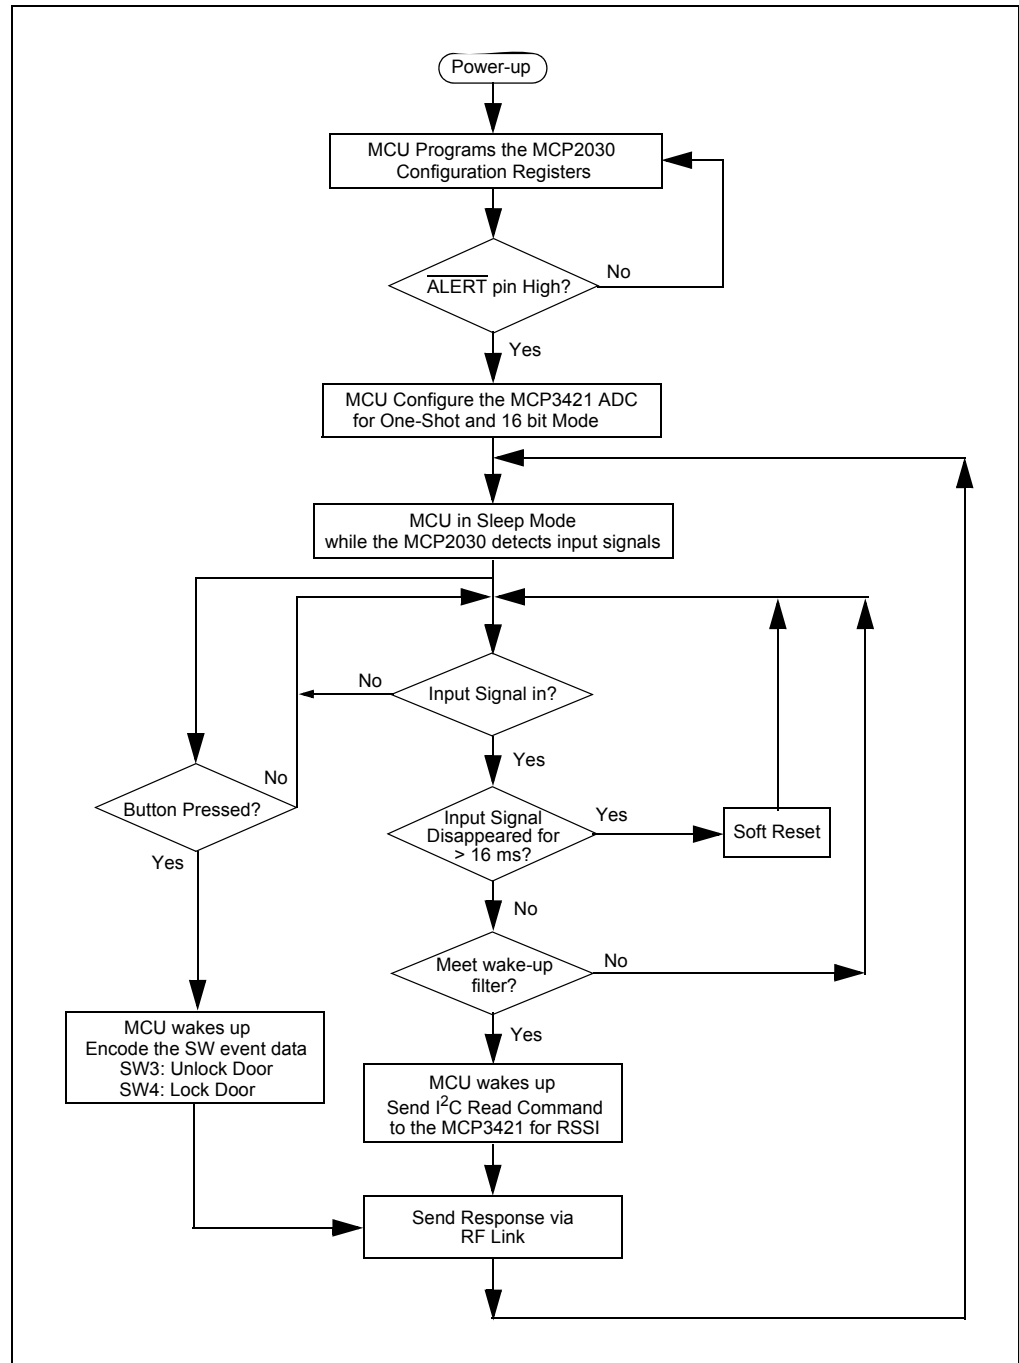 Power-up
MCU Programs the MCP2030
Configuration Registers
ALERT pin High?
No
Yes
MCU Configure the MCP3421 ADC
for One-Shot and 16 bit Mode
MCU in Sleep Mode
while the MCP2030 detects input signals
No
Input Signal in?
Yes
No
Button Pressed?
Yes
Input Signal
Disappeared for
> 16 ms?
Yes
Soft Reset
No
Meet wake-up
filter?
No
Yes
MCU wakes up
Encode the SW event data
SW3: Unlock Door
SW4: Lock Door
MCU wakes up
Send I²C Read Command
to the MCP3421 for RSSI
Send Response via
RF Link